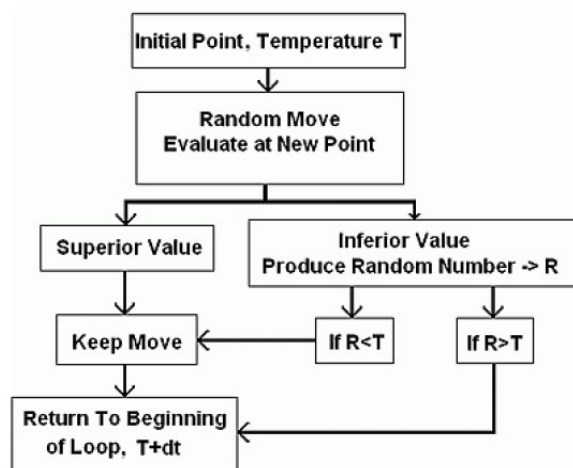 Initial Point, Temperature T
Random Move
Evaluate at New Point
Superior Value
Inferior Value
Produce Random Number -> R
Keep Move
If R<T
If R>T
Return To Beginning
of Loop, T+dt